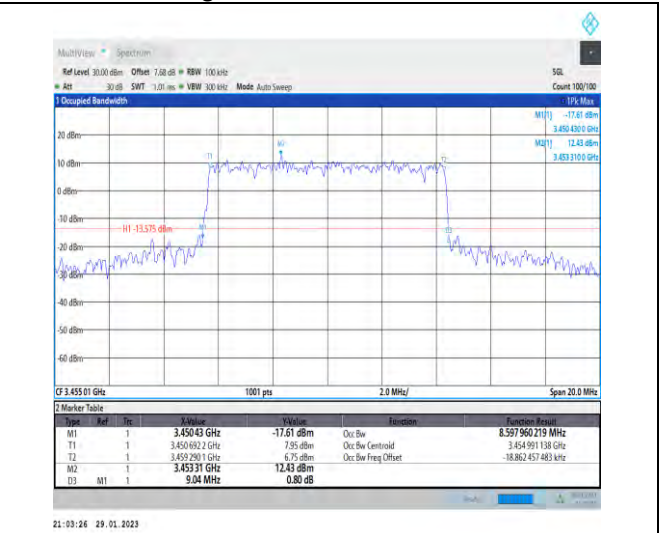 MultiView Spectrum
Ref Level 30.00 dBm Offset 7.68 dB RBW 100 kHz SGL
Att 30 dB SWT 1.01 ms VBW 300 kHz Mode Auto Sweep Count 100/100
1 Occupied Bandwidth 1Pk Max
M1[1] -17.61 dBm
3.450 430 0 GHz
20 dBm M2[1] 12.43 dBm
M2
10 dBm T1 T2 3.453 310 0 GHz
0 dBm
-10 dBm
H1 -13.575 dBm M1 D3
-20 dBm
-30 dBm
-40 dBm
-50 dBm
-60 dBm
CF 3.455 01 GHz 1001 pts 2.0 MHz/ Span 20.0 MHz
2 Marker Table
Type Ref Trc X-Value Y-Value Function Function Result
M1 1 3.450 43 GHz -17.61 dBm Occ Bw 8.597 960 219 MHz
T1 1 3.450 692 2 GHz 7.95 dBm Occ Bw Centroid 3.454 991 138 GHz
T2 1 3.459 290 1 GHz 6.75 dBm Occ Bw Freq Offset -18.862 457 483 kHz
M2 1 3.453 31 GHz 12.43 dBm
D3 M1 1 9.04 MHz 0.80 dB
21:03:26 29.01.2023